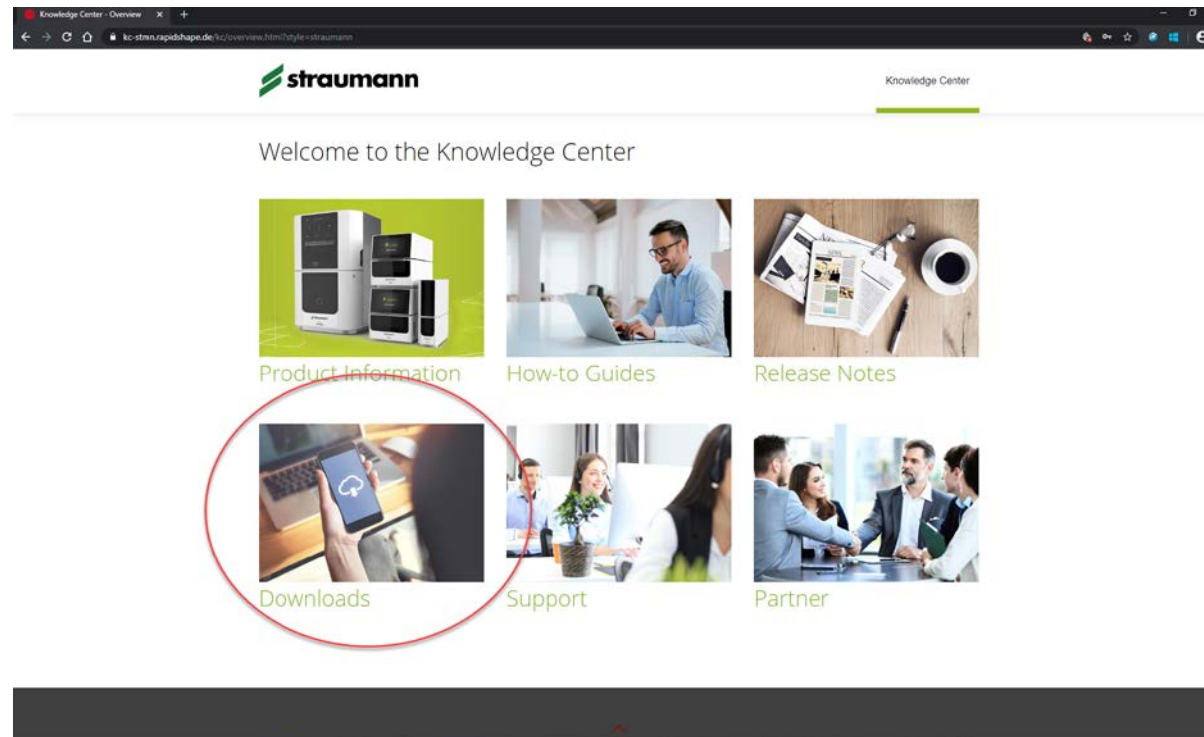 Knowledge Center - Overview
kc-stmn.rapidshape.de/kc/overview.html?style=straumann
straumann
Knowledge Center
Welcome to the Knowledge Center
Product Information
How-to Guides
Release Notes
Downloads
Support
Partner